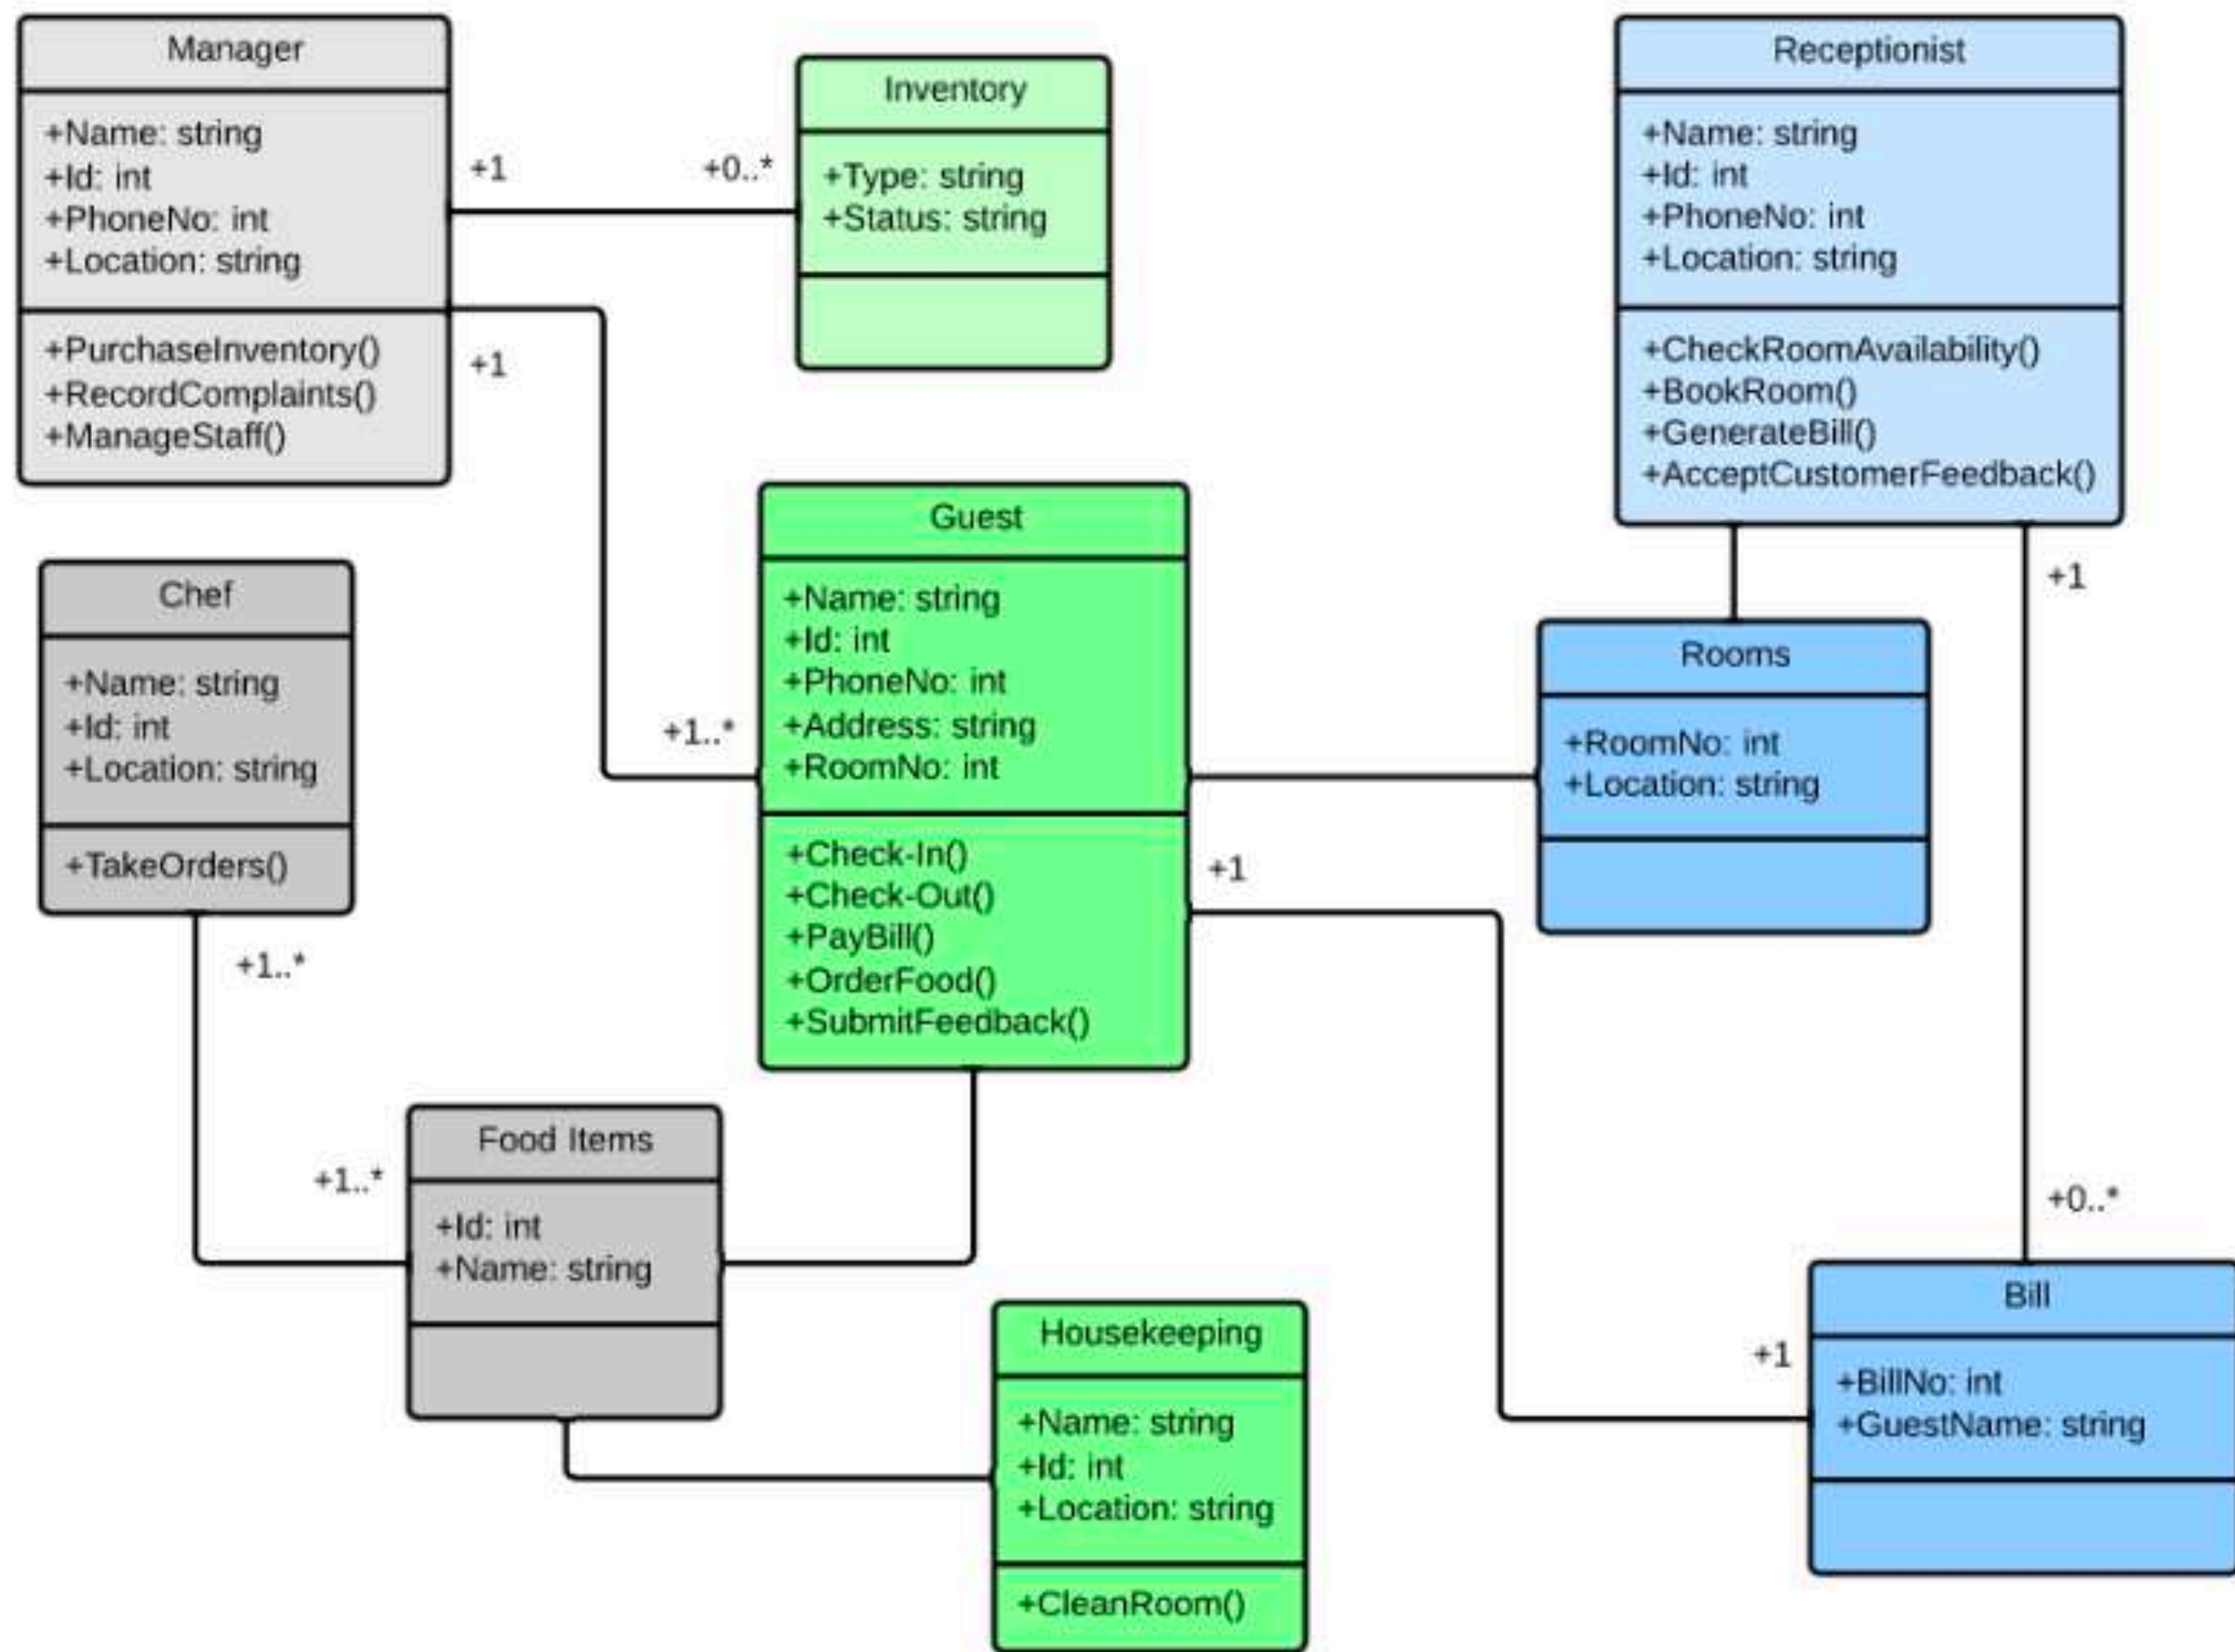 Manager
+Name: string
+Id: int
+PhoneNo: int
+Location: string
+PurchaseInventory()
+RecordComplaints()
+ManageStaff()
+1
+0..*
Inventory
+Type: string
+Status: string
+1
+1..*
Receptionist
+Name: string
+Id: int
+PhoneNo: int
+Location: string
+CheckRoomAvailability()
+BookRoom()
+GenerateBill()
+AcceptCustomerFeedback()
+1
+0..*
Chef
+Name: string
+Id: int
+Location: string
+TakeOrders()
+1..*
+1..*
Guest
+Name: string
+Id: int
+PhoneNo: int
+Address: string
+RoomNo: int
+Check-In()
+Check-Out()
+PayBill()
+OrderFood()
+SubmitFeedback()
+1
+1
Rooms
+RoomNo: int
+Location: string
Food Items
+Id: int
+Name: string
Housekeeping
+Name: string
+Id: int
+Location: string
+CleanRoom()
Bill
+BillNo: int
+GuestName: string